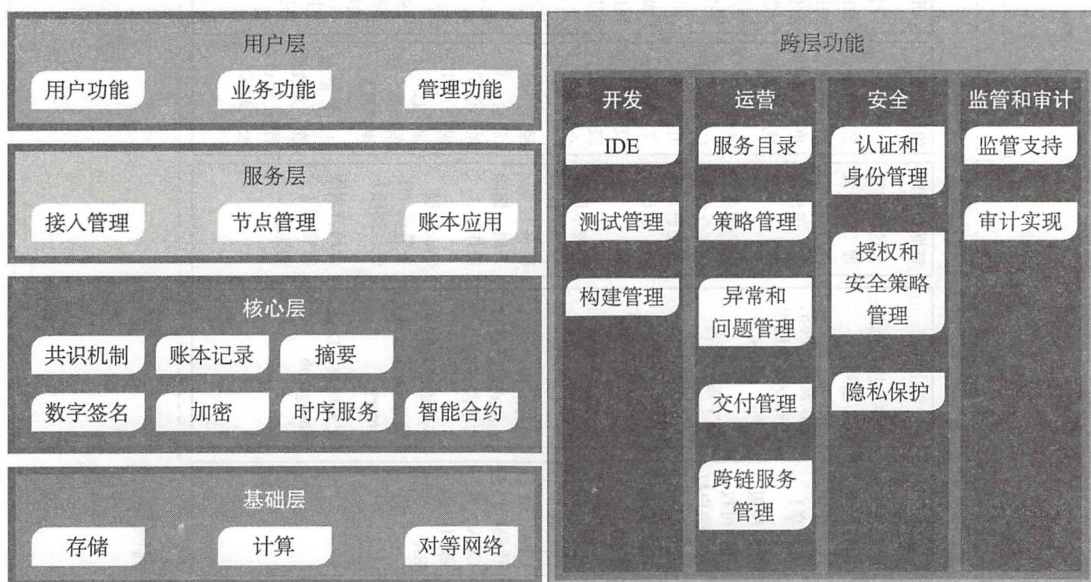 用户层
用户功能
业务功能
管理功能
服务层
接入管理
节点管理
账本应用
核心层
共识机制
账本记录
摘要
数字签名
加密
时序服务
智能合约
基础层
存储
计算
对等网络
跨层功能
开发
IDE
测试管理
构建管理
运营
服务目录
策略管理
异常和
问题管理
交付管理
跨链服务
管理
安全
认证和
身份管理
授权和
安全策略
管理
隐私保护
监管和审计
监管支持
审计实现